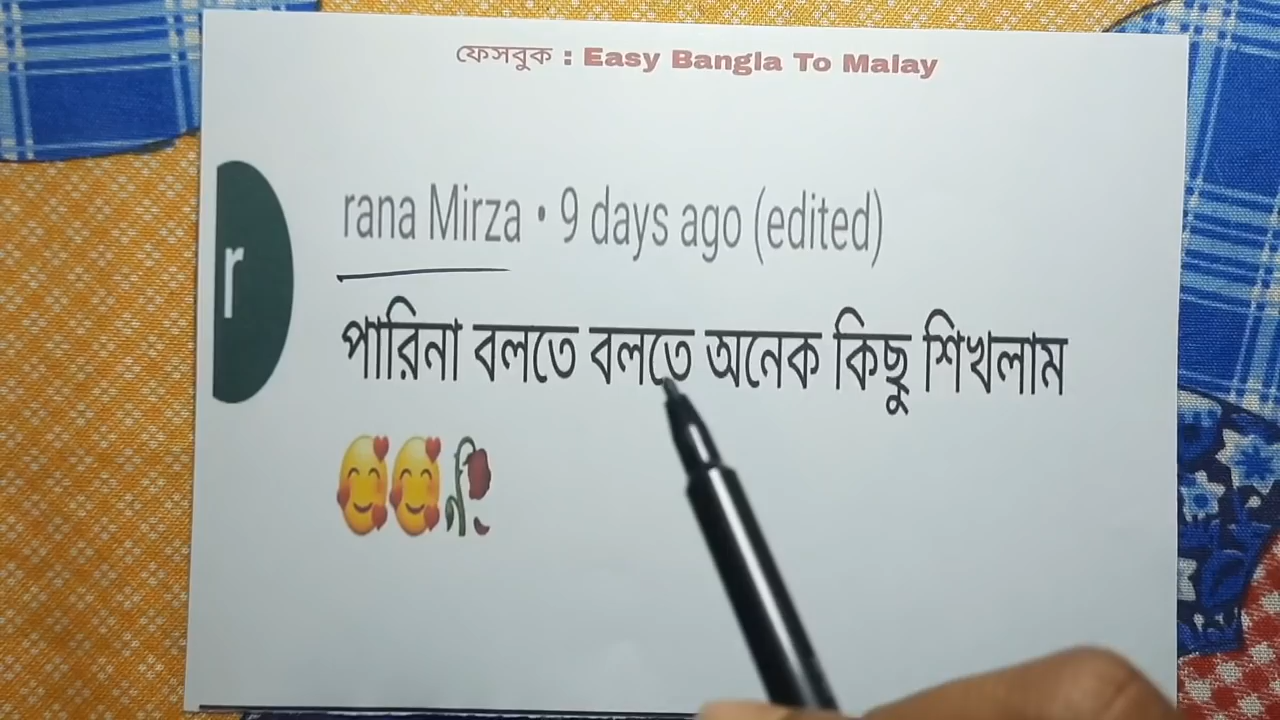 ফেসবুক : Easy Bangla To Malay
r
rana Mirza • 9 days ago (edited)
পারিনা বলতে বলতে অনেক কিছু শিখলাম
🥰🥰🥀